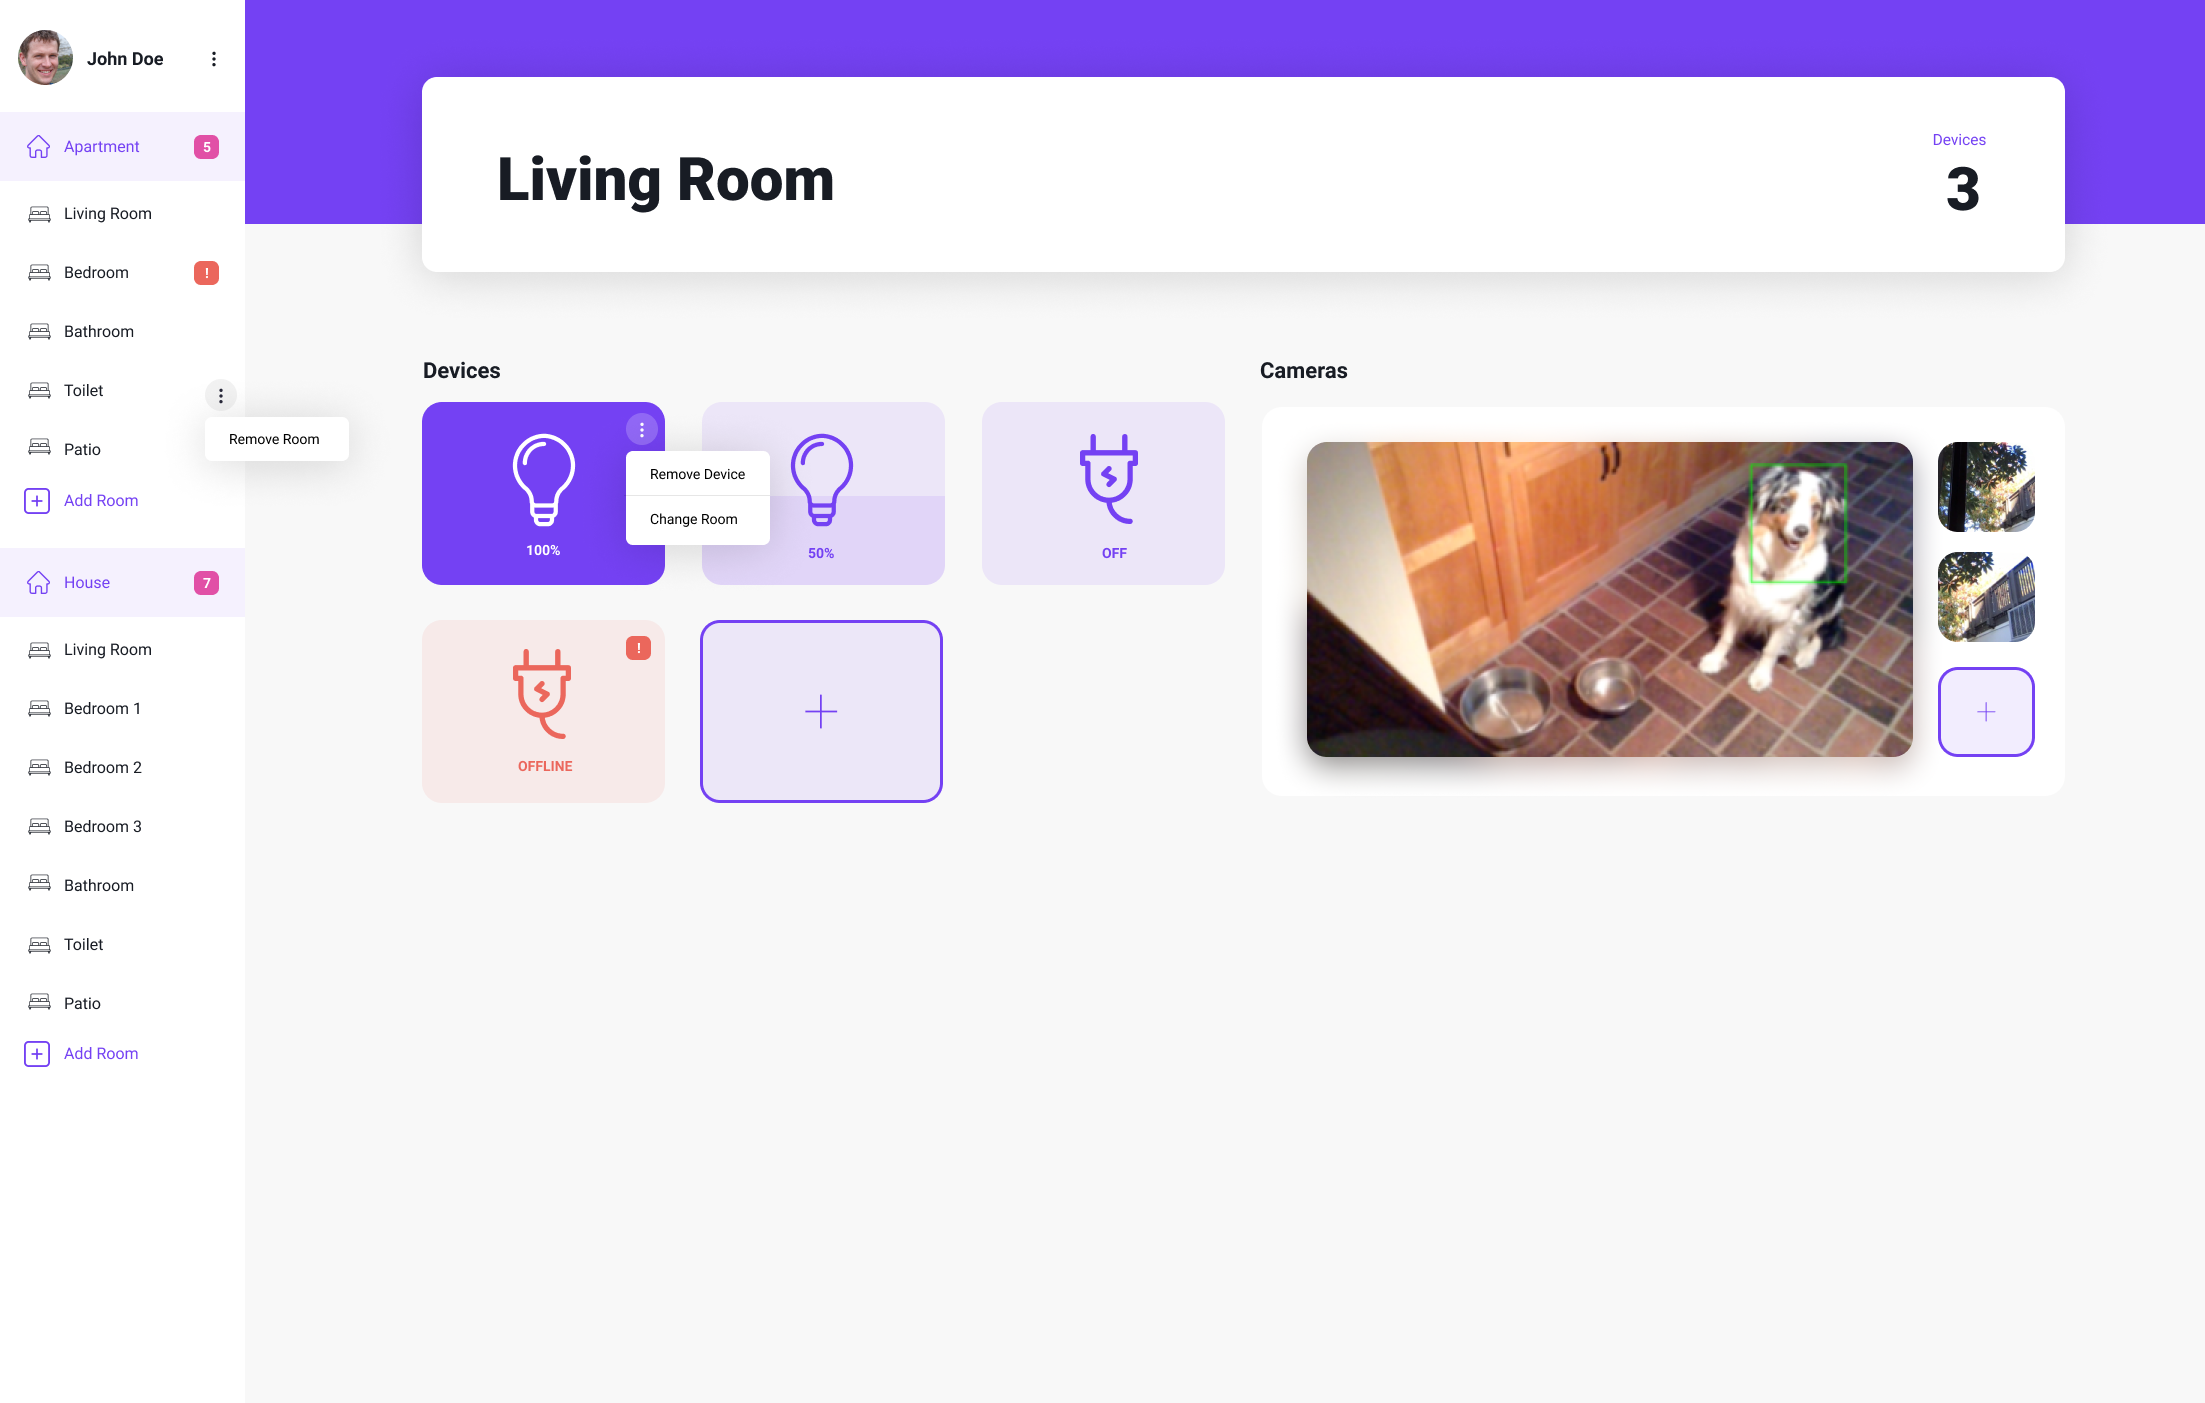 John Doe
Apartment
5
Living Room
Bedroom
!
Bathroom
Toilet
Remove Room
Patio
Add Room
House
7
Living Room
Bedroom 1
Bedroom 2
Bedroom 3
Bathroom
Toilet
Patio
Add Room
Living Room
Devices
3
Devices
100%
Remove Device
Change Room
50%
OFF
!
OFFLINE
Cameras